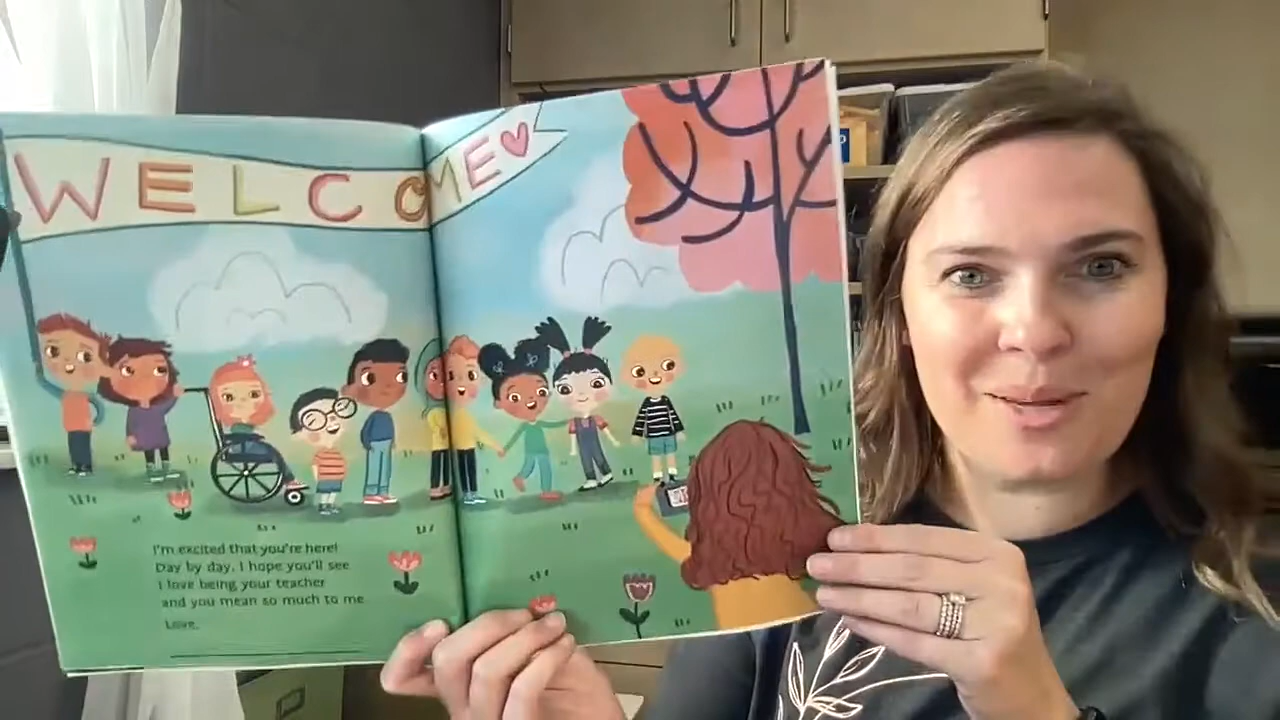 WELCOME
I'm excited that you're here!
Day by day, I hope you'll see
I love being your teacher
and you mean so much to me.
Love,